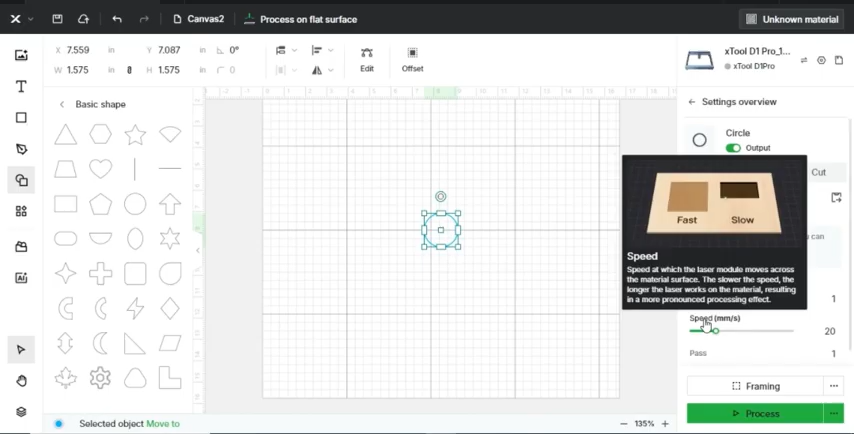 Canvas2
Process on flat surface
Unknown material
X 7.559 in
Y 7.087 in
0°
W 1.575 in
H 1.575 in
0
Edit
Offset
xTool D1 Pro_1...
xTool D1Pro
Basic shape
Settings overview
Circle
Output
Cut
Fast
Slow
Speed
Speed at which the laser module moves across
the material surface. The slower the speed, the
longer the laser works on the material, resulting
in a more pronounced processing effect.
u can
1
Speed (mm/s)
20
Pass
1
Framing
Process
Selected object Move to
135%